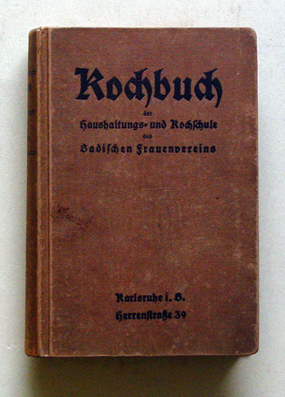 Kochbuch
der
Haushaltungs- und Kochschule
des
Badischen Frauenvereins
Karlsruhe i. B.
Herrenstraße 39